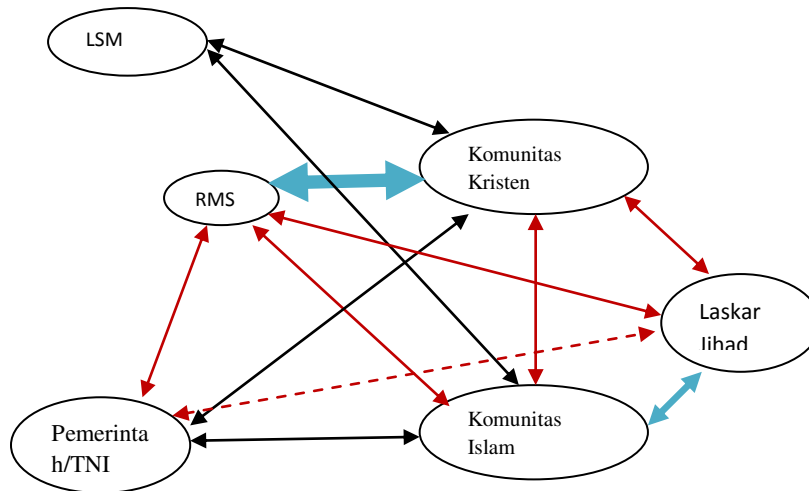 LSM
Komunitas
Kristen
RMS
Laskar
Jihad
Pemerinta
h/TNI
Komunitas
Islam